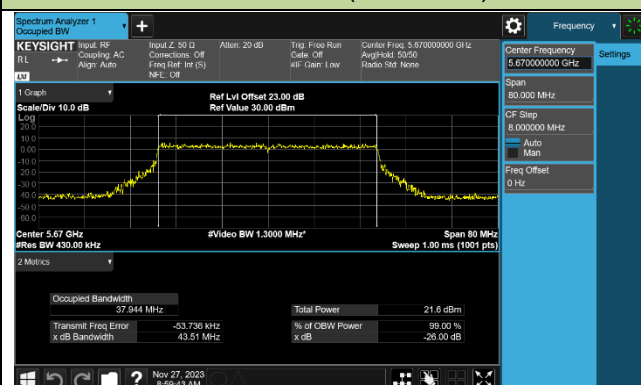 Spectrum Analyzer 1
Occupied BW
Frequency
KEYSIGHT
RL
LXI
Input: RF
Coupling: AC
Align: Auto
Input Z: 50 Ω
Corrections: Off
Freq Ref: Int (S)
NFE: Off
Atten: 20 dB
Trig: Free Run
Gate: Off
#IF Gain: Low
Center Freq: 5.670000000 GHz
Avg|Hold: 50/50
Radio Std: None
Center Frequency
5.670000000 GHz
Settings
Span
80.000 MHz
CF Step
8.000000 MHz
Auto
Man
Freq Offset
0 Hz
1 Graph
Scale/Div 10.0 dB
Ref Lvl Offset 23.00 dB
Ref Value 30.00 dBm
Log
20.0
10.0
0.00
-10.0
-20.0
-30.0
-40.0
-50.0
-60.0
Center 5.67 GHz
#Res BW 430.00 kHz
#Video BW 1.3000 MHz*
Span 80 MHz
Sweep 1.00 ms (1001 pts)
2 Metrics
Occupied Bandwidth
37.944 MHz
Total Power 21.6 dBm
Transmit Freq Error -53.736 kHz
% of OBW Power 99.00 %
x dB Bandwidth 43.51 MHz
x dB -26.00 dB
Nov 27, 2023
8:59:43 AM